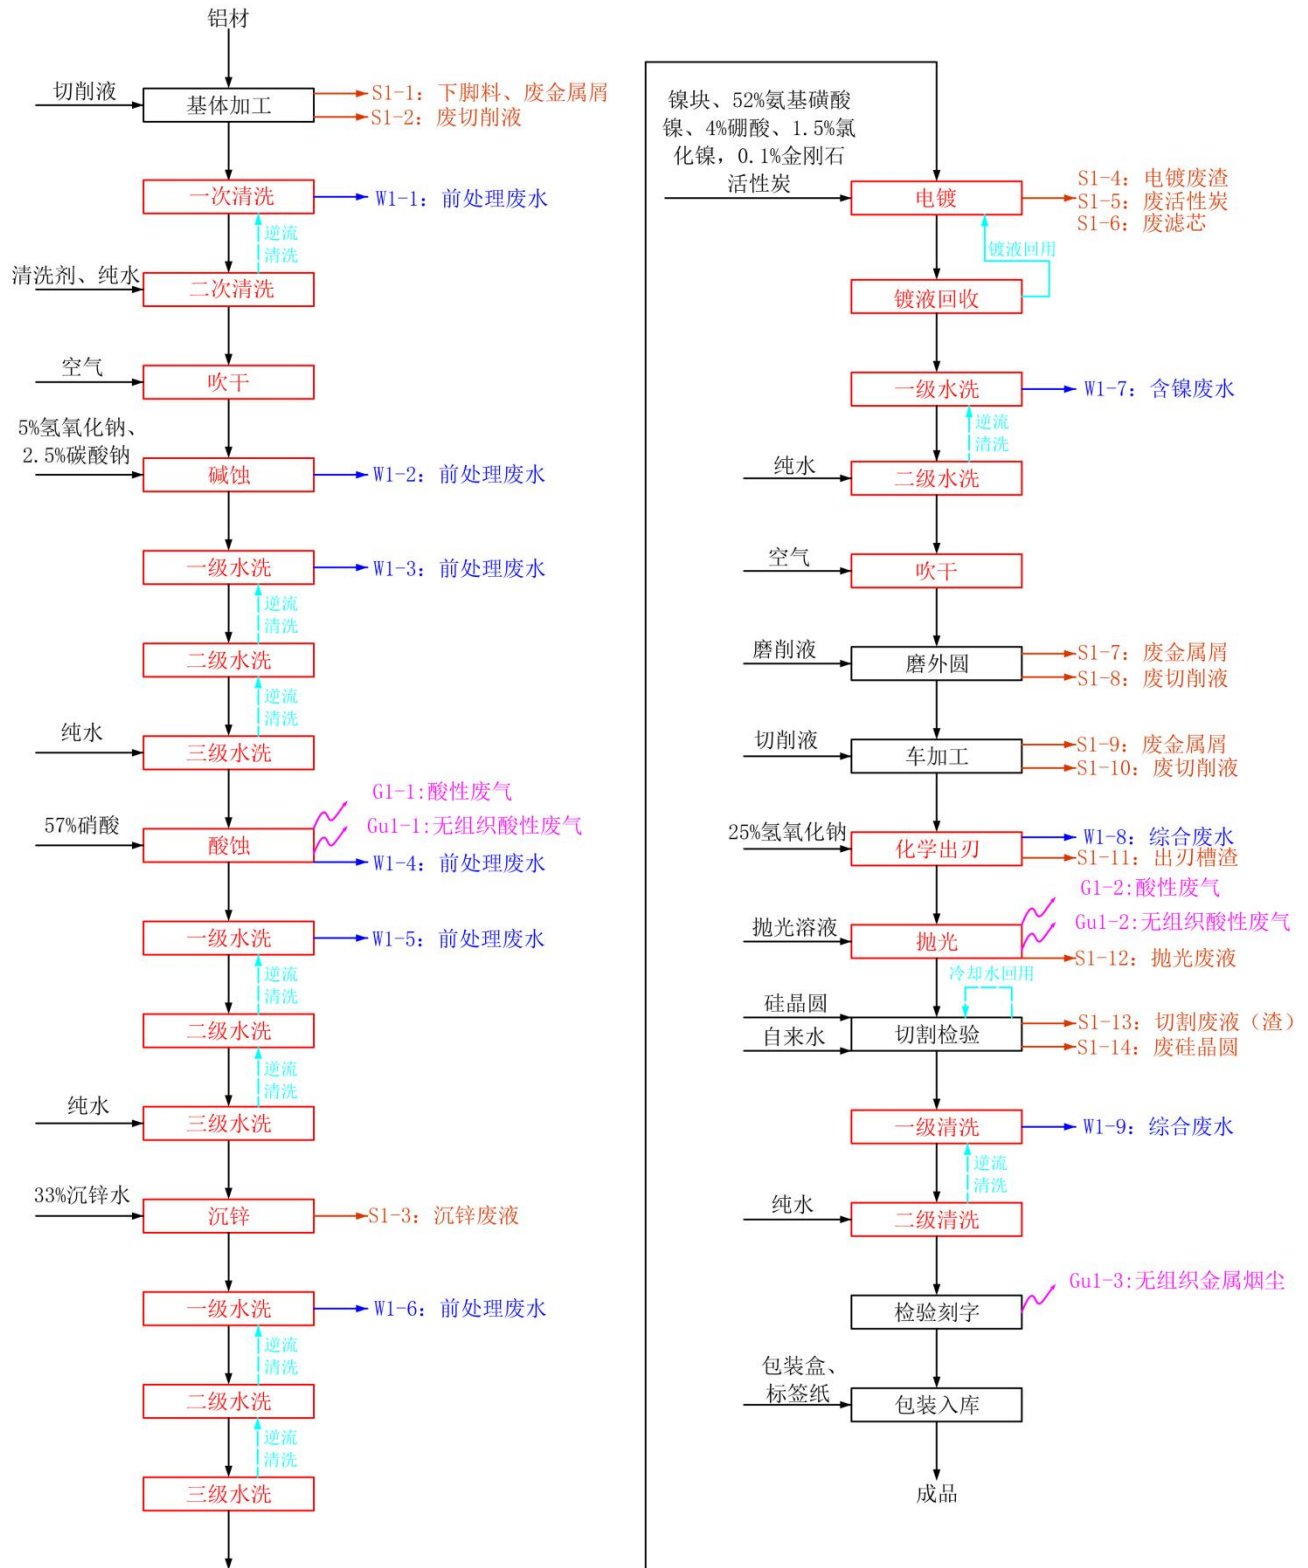 铝材
切削液
基体加工
S1-1：下脚料、废金属屑
S1-2：废切削液
一次清洗
W1-1：前处理废水
逆流
清洗
清洗剂、纯水
二次清洗
空气
吹干
5%氢氧化钠、
2.5%碳酸钠
碱蚀
W1-2：前处理废水
一级水洗
W1-3：前处理废水
逆流
清洗
二级水洗
逆流
清洗
纯水
三级水洗
57%硝酸
酸蚀
G1-1:酸性废气
Gu1-1:无组织酸性废气
W1-4：前处理废水
一级水洗
W1-5：前处理废水
逆流
清洗
二级水洗
逆流
清洗
纯水
三级水洗
33%沉锌水
沉锌
S1-3：沉锌废液
一级水洗
W1-6：前处理废水
逆流
清洗
二级水洗
逆流
清洗
三级水洗
镍块、52%氨基磺酸
镍、4%硼酸、1.5%氯
化镍，0.1%金刚石
活性炭
电镀
S1-4：电镀废渣
S1-5：废活性炭
S1-6：废滤芯
镀液回用
镀液回收
一级水洗
W1-7：含镍废水
逆流
清洗
纯水
二级水洗
空气
吹干
磨削液
磨外圆
S1-7：废金属屑
S1-8：废切削液
切削液
车加工
S1-9：废金属屑
S1-10：废切削液
25%氢氧化钠
化学出刃
W1-8：综合废水
S1-11：出刃槽渣
抛光溶液
抛光
G1-2:酸性废气
Gu1-2:无组织酸性废气
S1-12：抛光废液
冷却水回用
硅晶圆
自来水
切割检验
S1-13：切割废液（渣）
S1-14：废硅晶圆
一级清洗
W1-9：综合废水
逆流
清洗
纯水
二级清洗
Gu1-3:无组织金属烟尘
检验刻字
包装盒、
标签纸
包装入库
成品